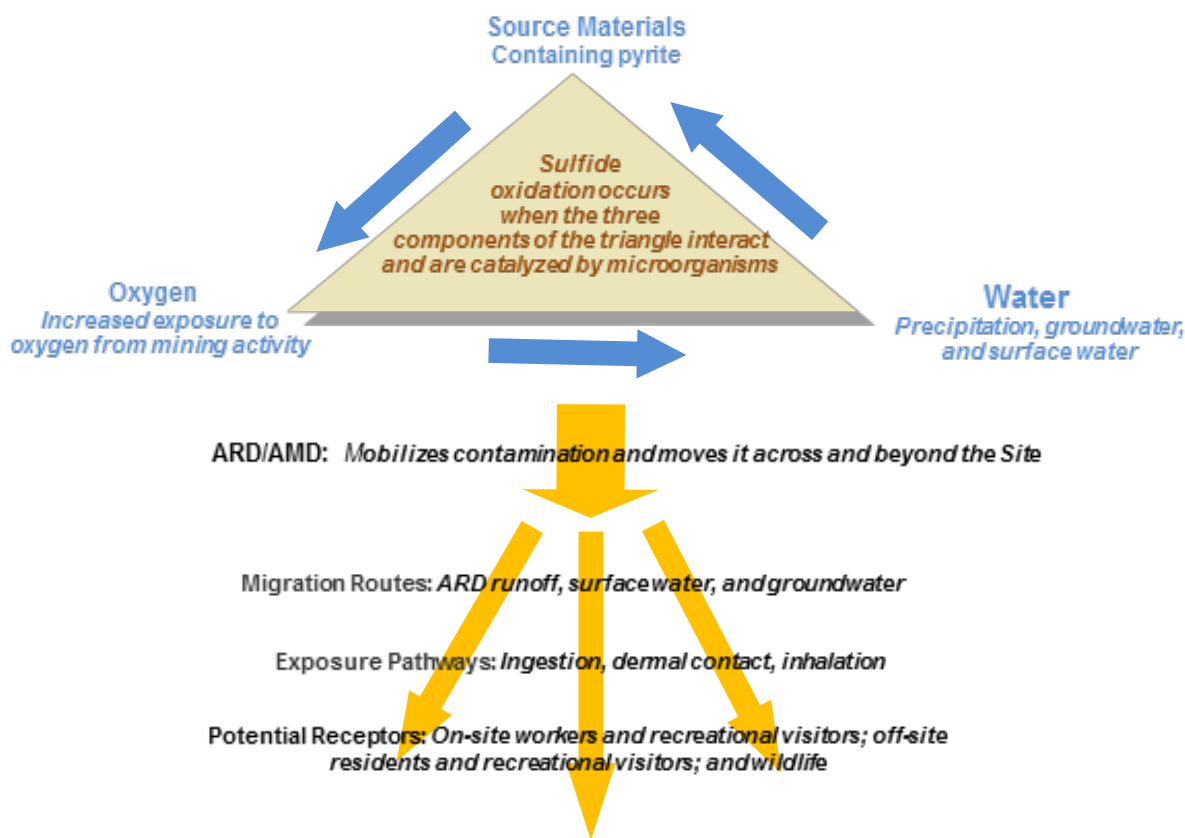 Source Materials
Containing pyrite
Sulfide
oxidation occurs
when the three
components of the triangle interact
and are catalyzed by microorganisms
Oxygen
Increased exposure to
oxygen from mining activity
Water
Precipitation, groundwater,
and surface water
ARD/AMD: Mobilizes contamination and moves it across and beyond the Site
Migration Routes: ARD runoff, surface water, and groundwater
Exposure Pathways: Ingestion, dermal contact, inhalation
Potential Receptors: On-site workers and recreational visitors; off-site
residents and recreational visitors; and wildlife